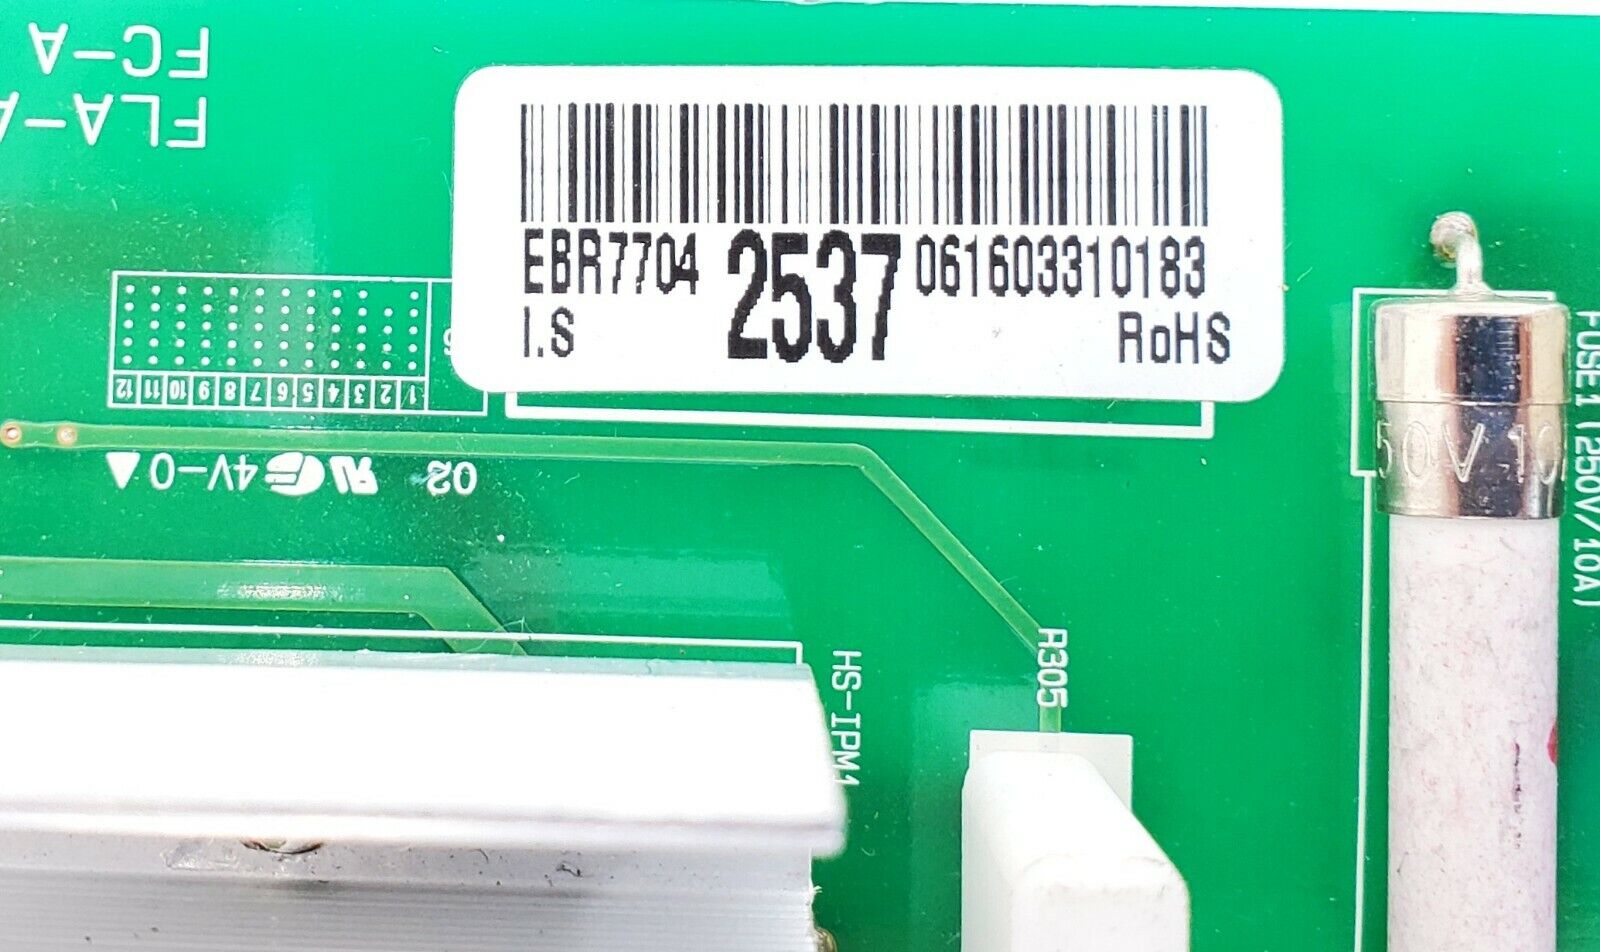 FC-A
FLA-A
EBR7704 2537 061603310183
I.S RoHS
1 2 3 4 5 6 7 8 9 10 11 12
02 4V-0
R305
HS-IPM1
FUSE1 (250V/10A)
50V 10